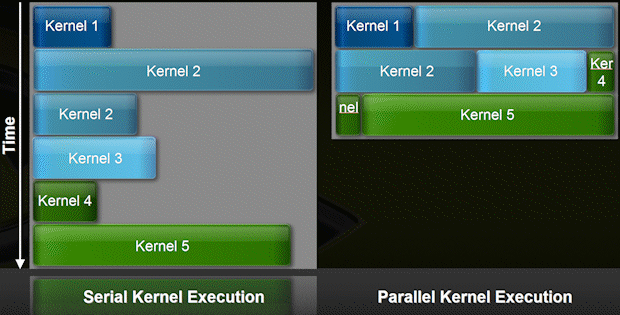 Kernel 1
Kernel 2
Kernel 2
Kernel 3
Kernel 4
Kernel 5
Time
Serial Kernel Execution
Kernel 1 Kernel 2
Kernel 2 Kernel 3 Ker
4
nel Kernel 5
Parallel Kernel Execution